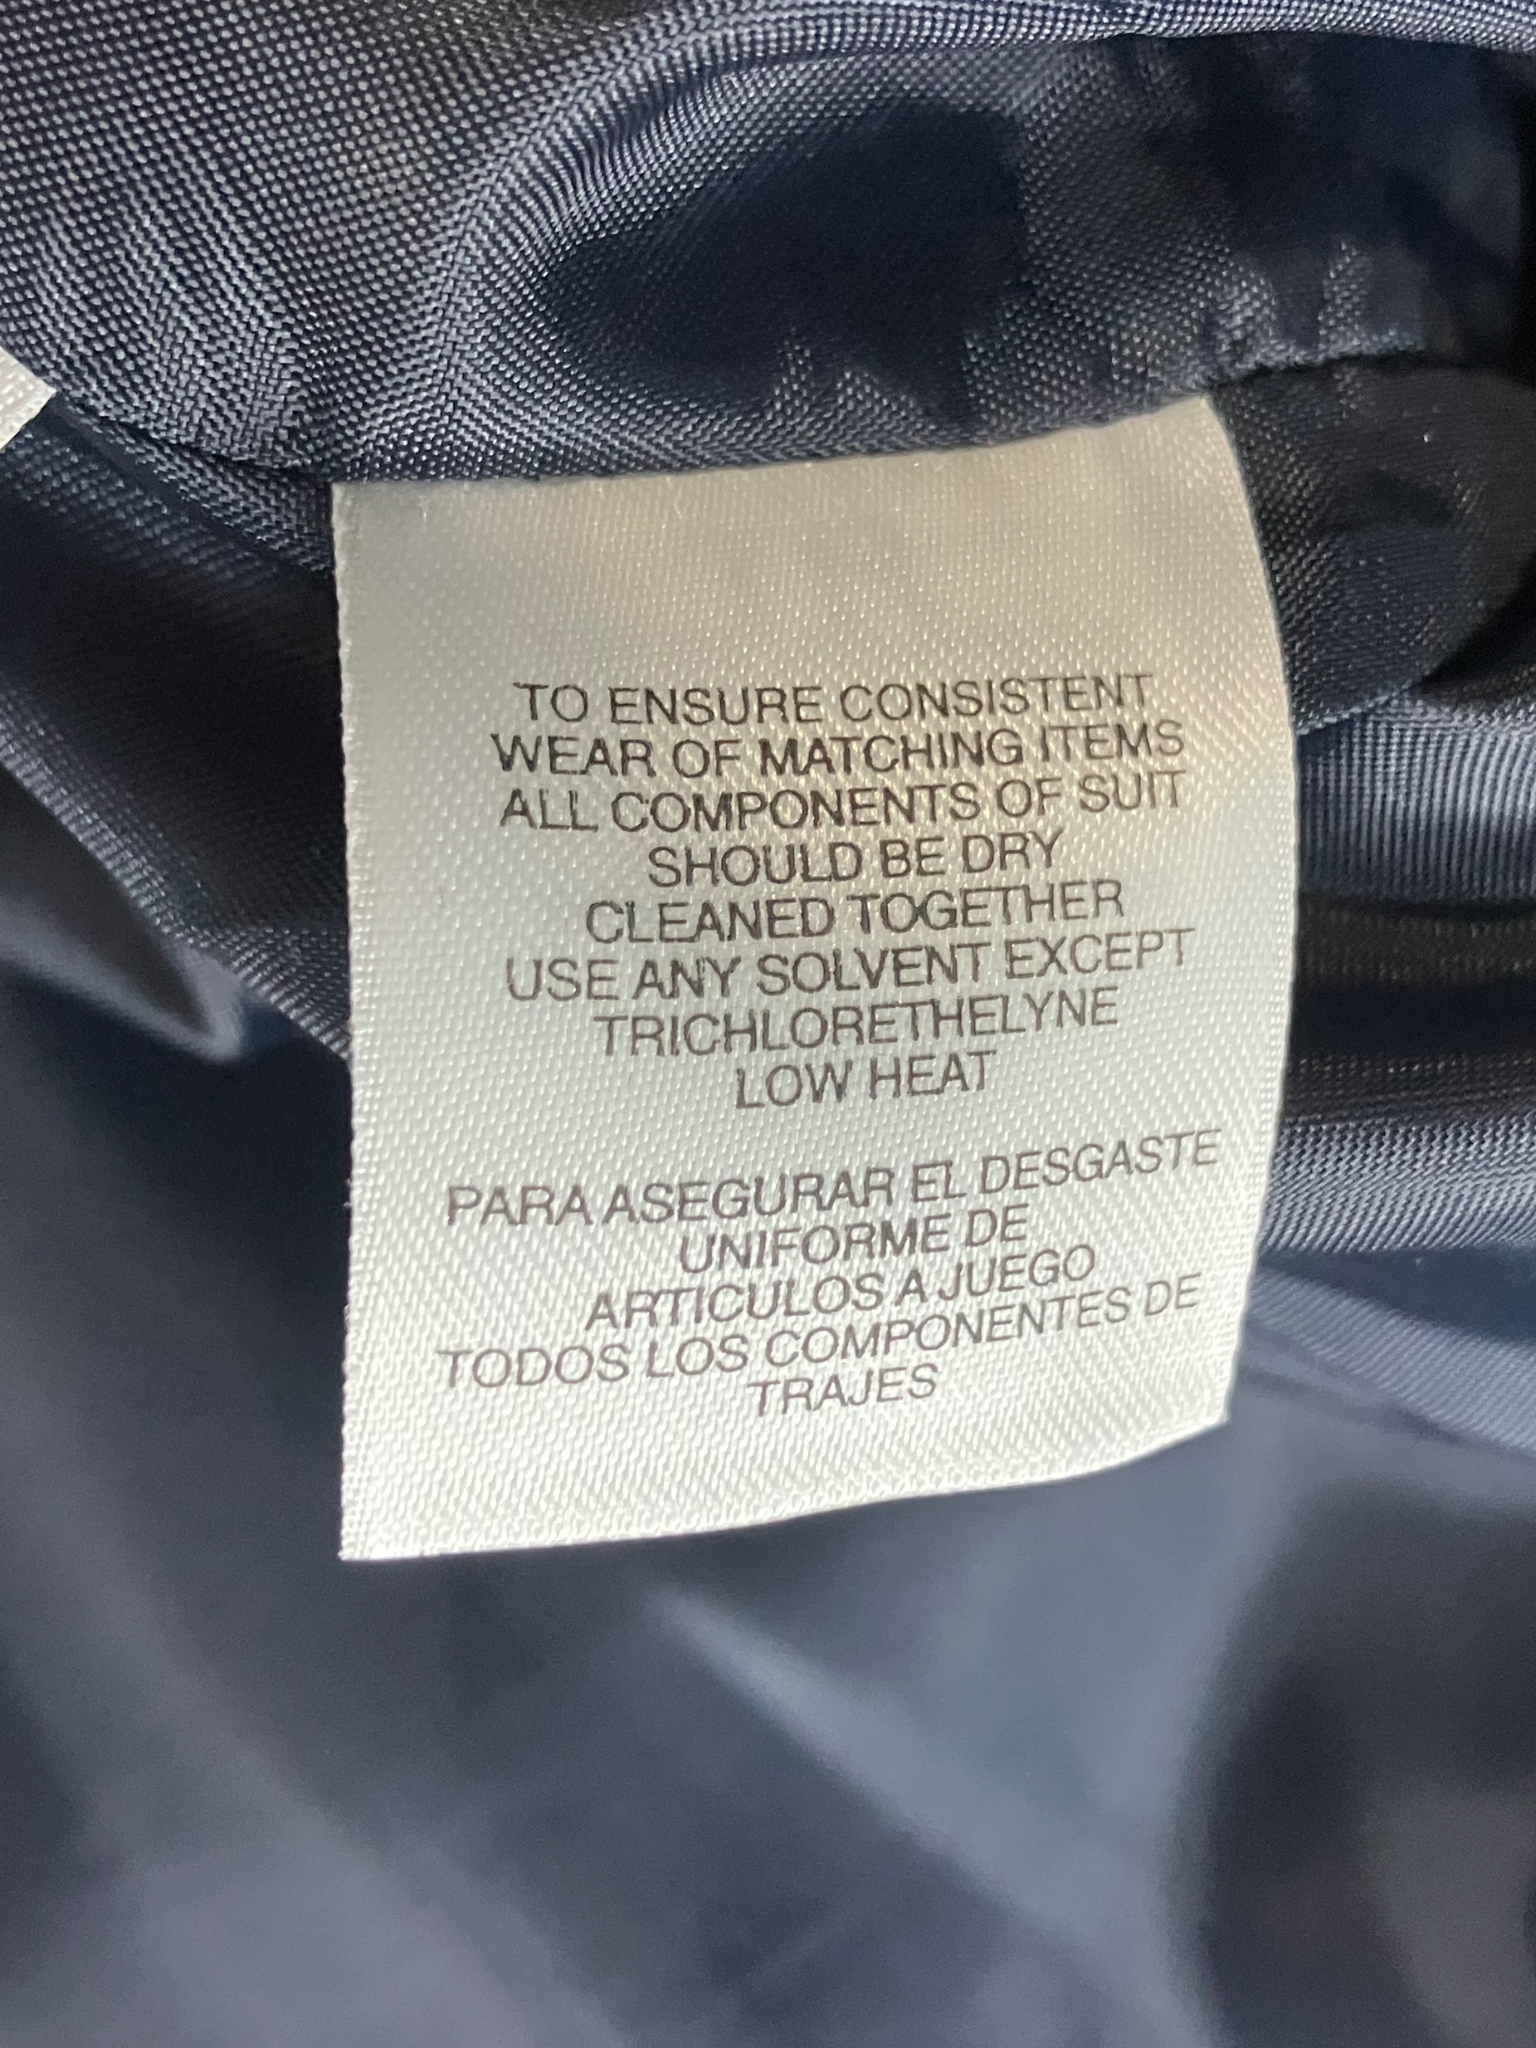 TO ENSURE CONSISTENT
WEAR OF MATCHING ITEMS
ALL COMPONENTS OF SUIT
SHOULD BE DRY
CLEANED TOGETHER
USE ANY SOLVENT EXCEPT
TRICHLORETHELYNE
LOW HEAT
PARA ASEGURAR EL DESGASTE
UNIFORME DE
ARTICULOS A JUEGO
TODOS LOS COMPONENTES DE
TRAJES